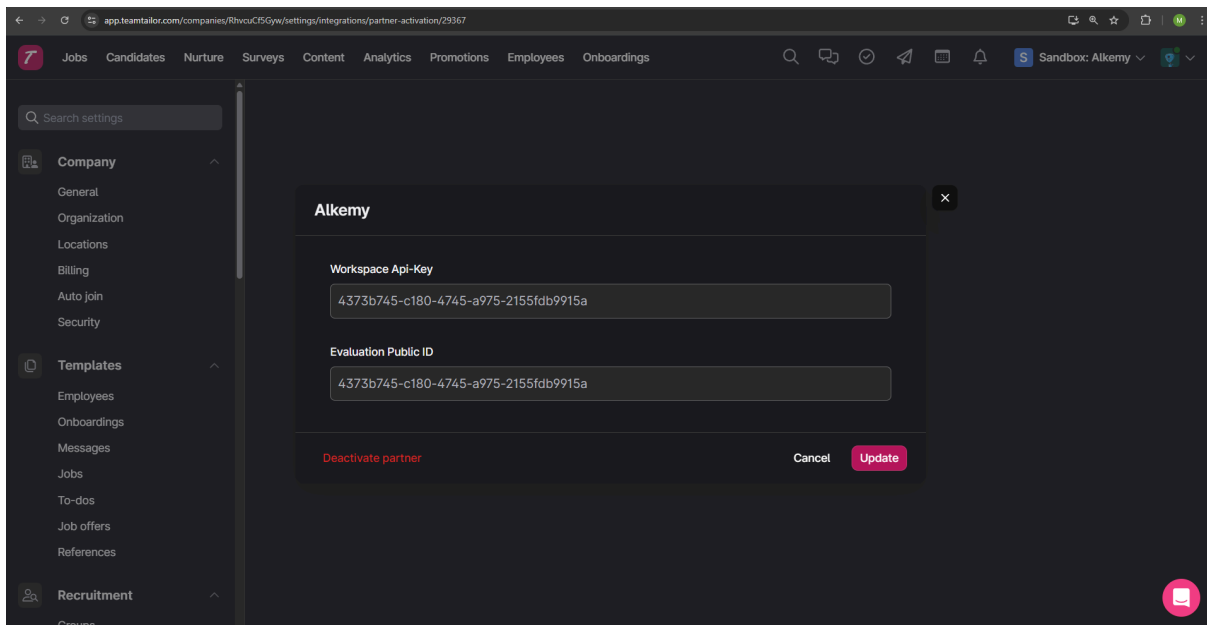 app.teamtailor.com/companies/RhvcuCf5Gyw/settings/integrations/partner-activation/29367
M
Jobs Candidates Nurture Surveys Content Analytics Promotions Employees Onboardings
S Sandbox: Alkemy
Search settings
Company
General
Organization
Locations
Billing
Auto join
Security
Templates
Employees
Onboardings
Messages
Jobs
To-dos
Job offers
References
Recruitment
Groups
Alkemy
Workspace Api-Key
4373b745-c180-4745-a975-2155fdb9915a
Evaluation Public ID
4373b745-c180-4745-a975-2155fdb9915a
Deactivate partner
Cancel
Update